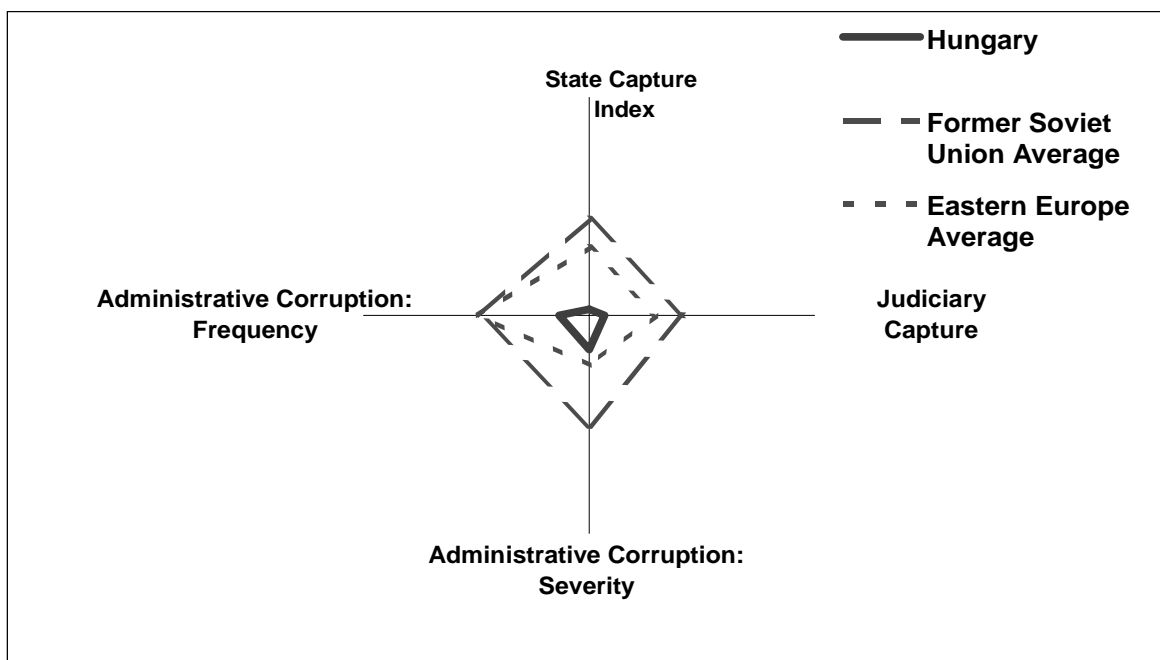 Hungary
State Capture
Index
Former Soviet
Union Average
Eastern Europe
Average
Administrative Corruption:
Frequency
Judiciary
Capture
Administrative Corruption:
Severity